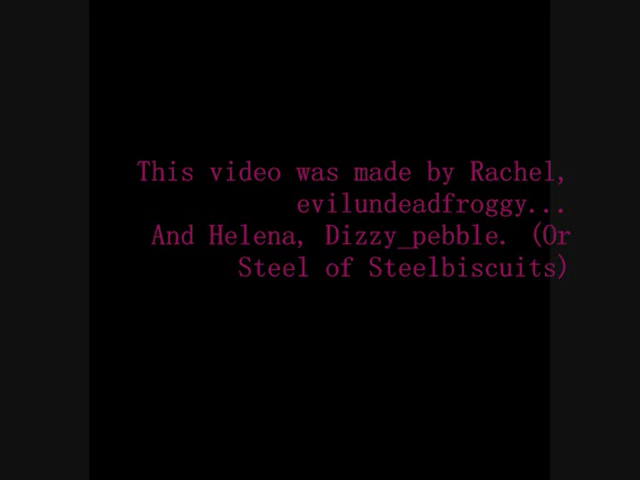 This video was made by Rachel,
evilundeadfroggy...
And Helena, Dizzy_pebble. (Or
Steel of Steelbiscuits)